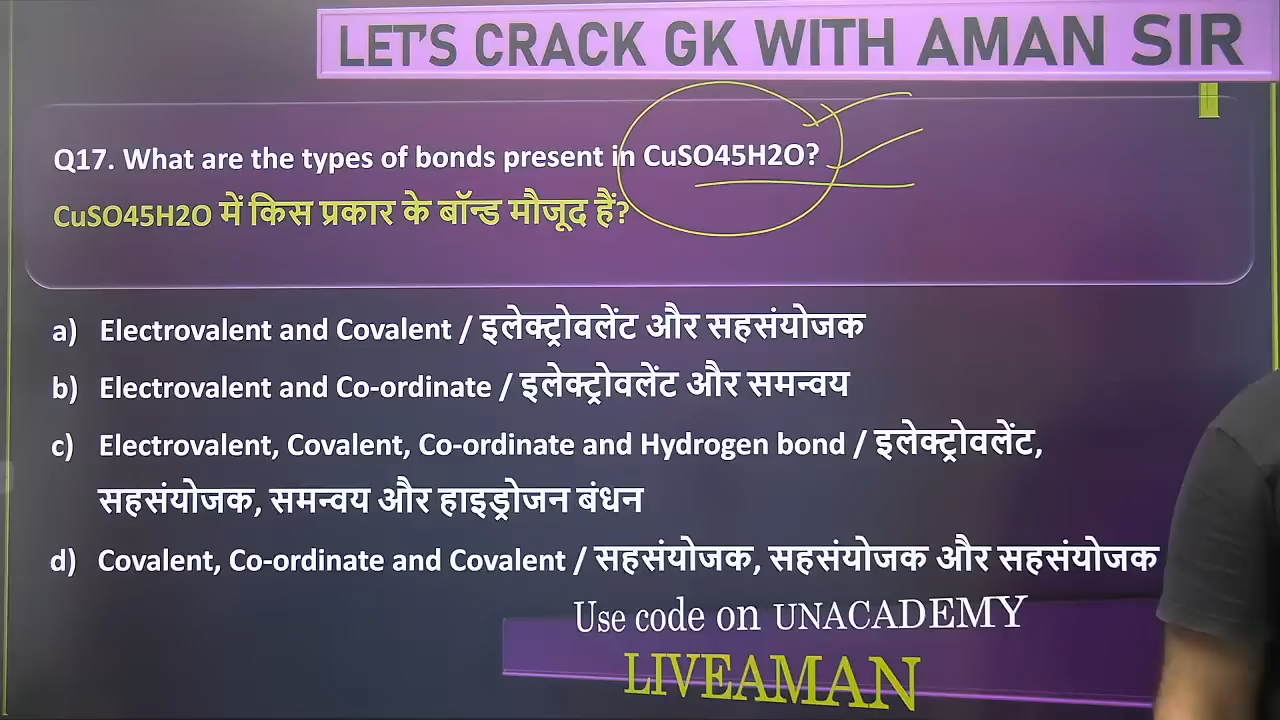 LET'S CRACK GK WITH AMAN SIR
Q17. What are the types of bonds present in CuSO45H2O?
CuSO45H2O में किस प्रकार के बॉन्ड मौजूद हैं?
a) Electrovalent and Covalent / इलेक्ट्रोवलेंट और सहसंयोजक
b) Electrovalent and Co-ordinate / इलेक्ट्रोवलेंट और समन्वय
c) Electrovalent, Covalent, Co-ordinate and Hydrogen bond / इलेक्ट्रोवलेंट,
सहसंयोजक, समन्वय और हाइड्रोजन बंधन
d) Covalent, Co-ordinate and Covalent / सहसंयोजक, सहसंयोजक और सहसंयोजक
Use code on UNACADEMY
LIVEAMAN